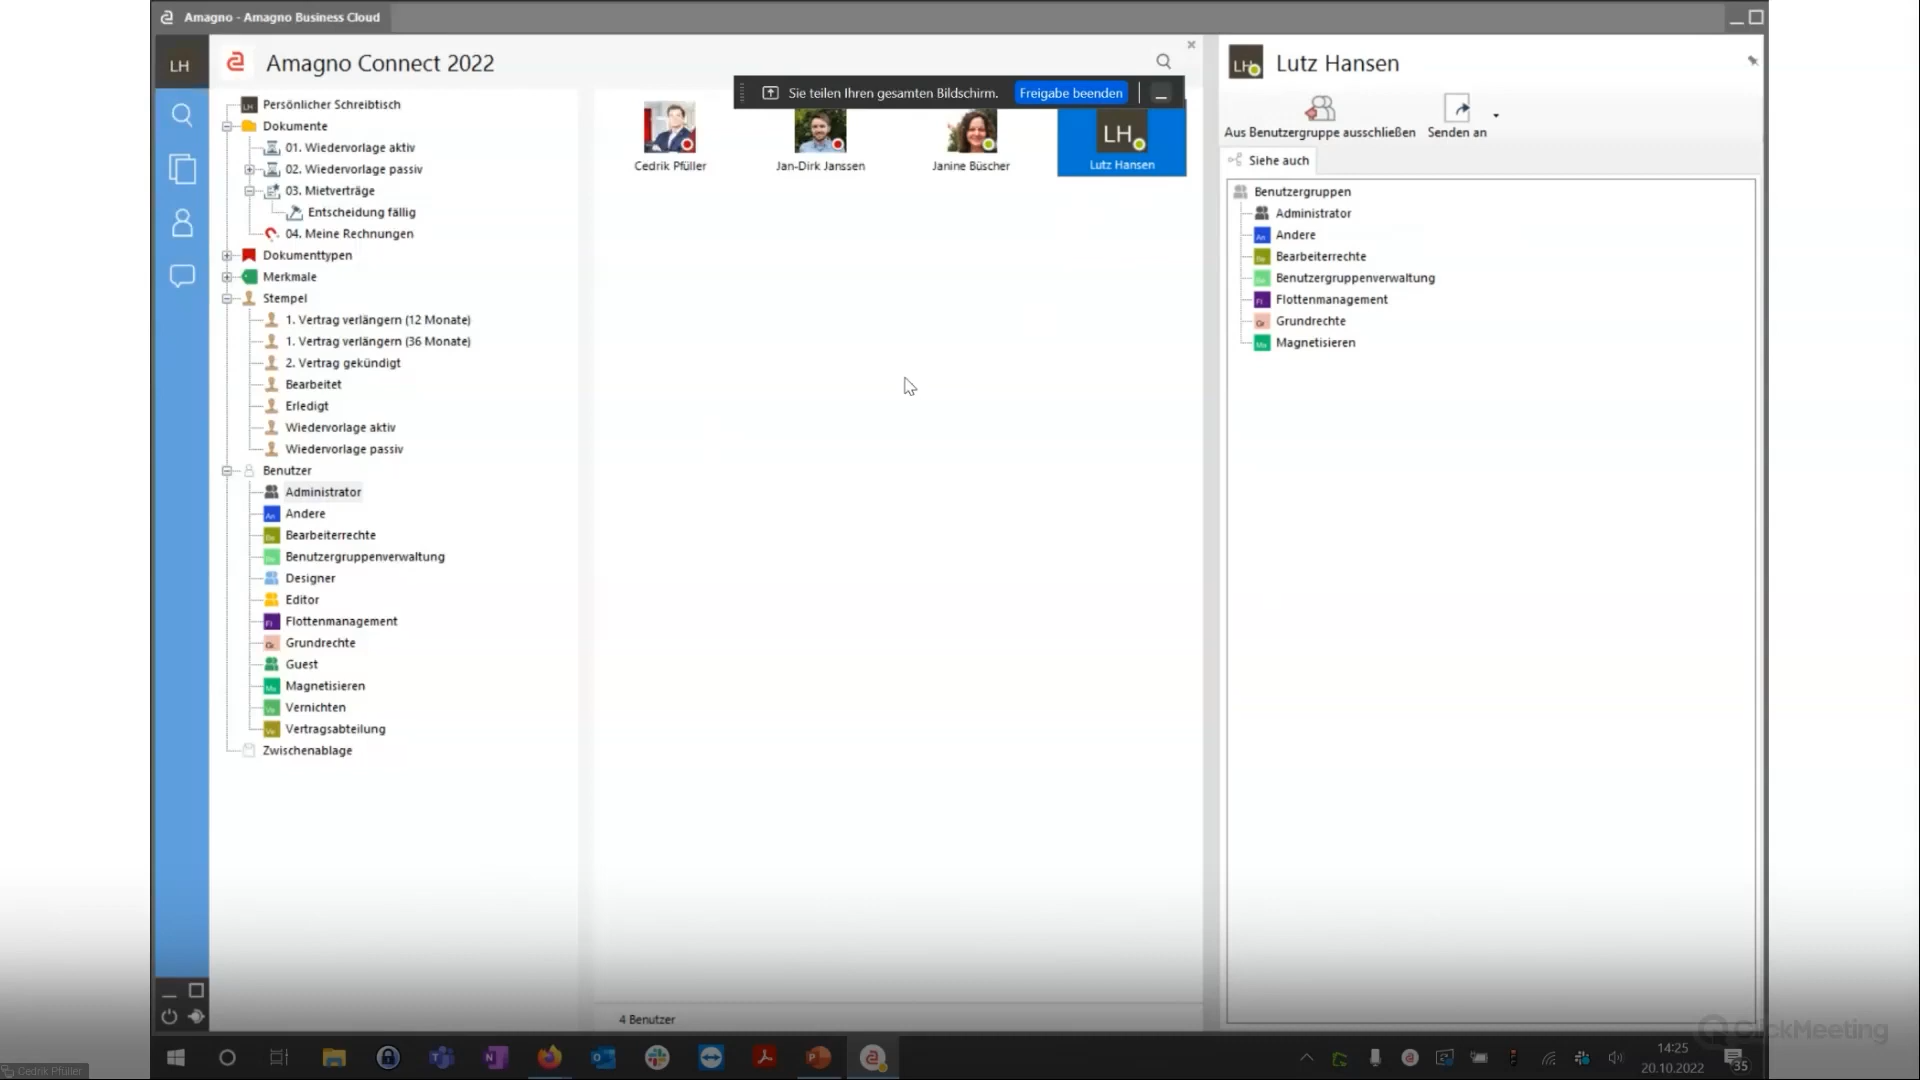 Amagno - Amagno Business Cloud
LH
Amagno Connect 2022
Persönlicher Schreibtisch
Dokumente
01. Wiedervorlage aktiv
02. Wiedervorlage passiv
03. Mietverträge
Entscheidung fällig
04. Meine Rechnungen
Dokumenttypen
Merkmale
Stempel
1. Vertrag verlängern (12 Monate)
1. Vertrag verlängern (36 Monate)
2. Vertrag gekündigt
Bearbeitet
Erledigt
Wiedervorlage aktiv
Wiedervorlage passiv
Benutzer
Administrator
Andere
Bearbeiterrechte
Benutzergruppenverwaltung
Designer
Editor
Flottenmanagement
Grundrechte
Guest
Magnetisieren
Vernichten
Vertragsabteilung
Zwischenablage
Sie teilen Ihren gesamten Bildschirm. Freigabe beenden
LH
Cedrik Pfüller Jan-Dirk Janssen Janine Büscher Lutz Hansen
4 Benutzer
LH Lutz Hansen
Aus Benutzergruppe ausschließen Senden an
Siehe auch
Benutzergruppen
Administrator
Andere
Bearbeiterrechte
Benutzergruppenverwaltung
Flottenmanagement
Grundrechte
Magnetisieren
ClickMeeting
Cedrik Pfüller
14:25
20.10.2022
35